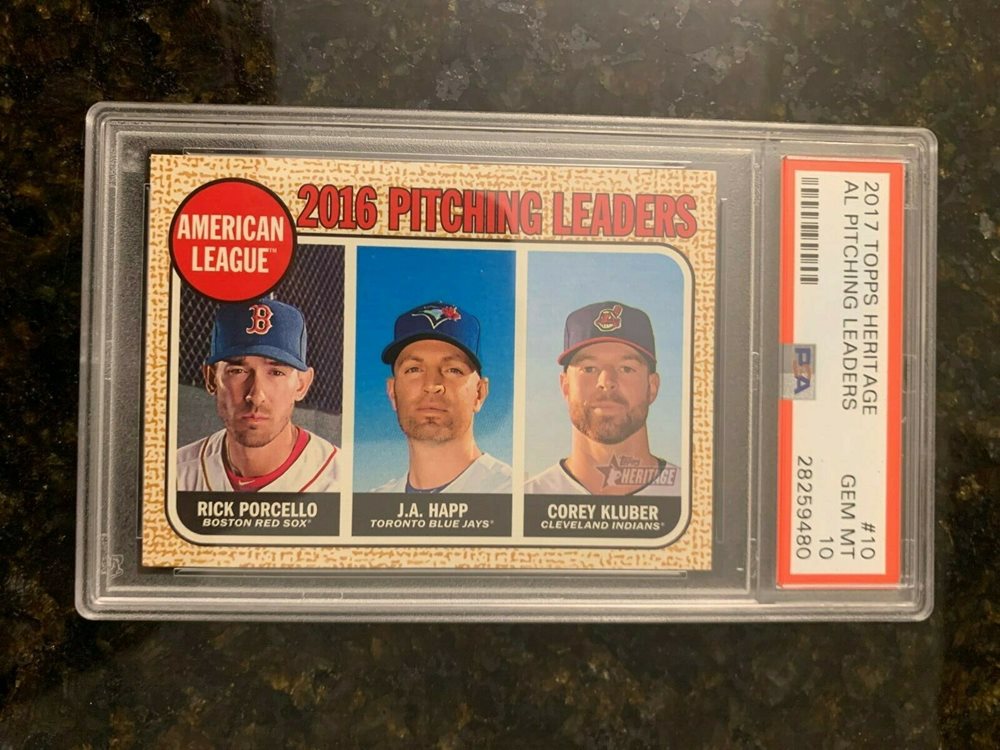 2016 PITCHING LEADERS
AMERICAN
LEAGUE™
B
RICK PORCELLO
BOSTON RED SOX®
J.A. HAPP
TORONTO BLUE JAYS®
COREY KLUBER
CLEVELAND INDIANS®
Topps
HERITAGE
2017 TOPPS HERITAGE #10
AL PITCHING LEADERS GEM MT
10
PSA
28259480